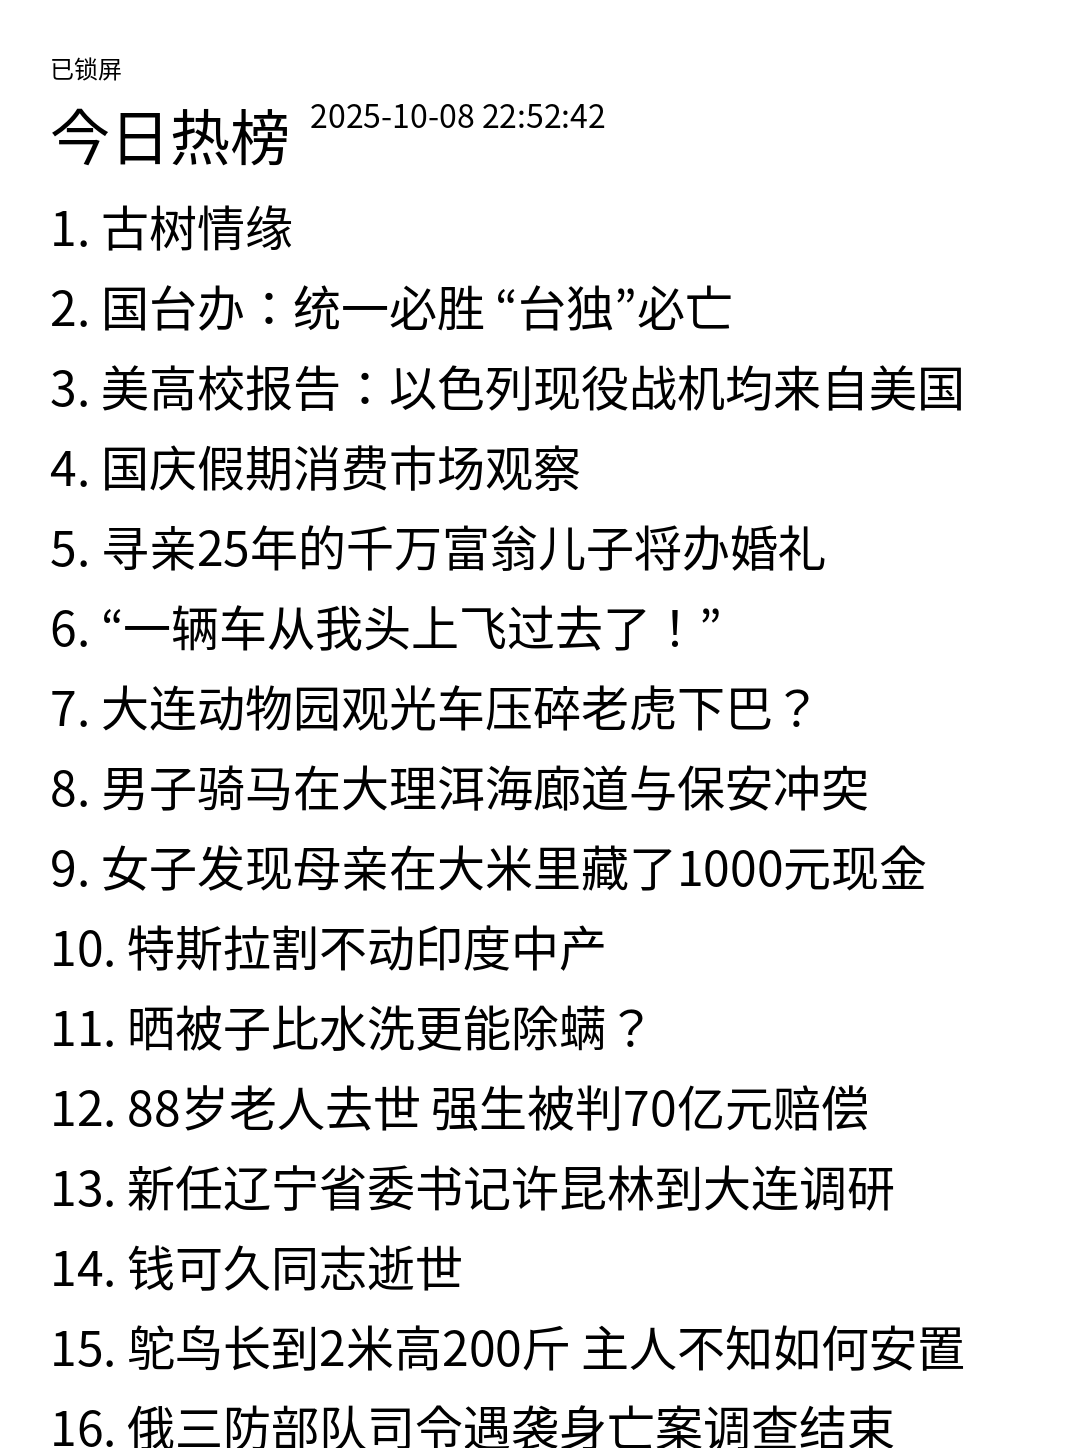 已锁屏
今日热榜 2025-10-08 22:52:42
1. 古树情缘
2. 国台办：统一必胜 “台独”必亡
3. 美高校报告：以色列现役战机均来自美国
4. 国庆假期消费市场观察
5. 寻亲25年的千万富翁儿子将办婚礼
6. “一辆车从我头上飞过去了！”
7. 大连动物园观光车压碎老虎下巴？
8. 男子骑马在大理洱海廊道与保安冲突
9. 女子发现母亲在大米里藏了1000元现金
10. 特斯拉割不动印度中产
11. 晒被子比水洗更能除螨？
12. 88岁老人去世 强生被判70亿元赔偿
13. 新任辽宁省委书记许昆林到大连调研
14. 钱可久同志逝世
15. 鸵鸟长到2米高200斤 主人不知如何安置
16. 俄三防部队司令遇袭身亡案调查结束